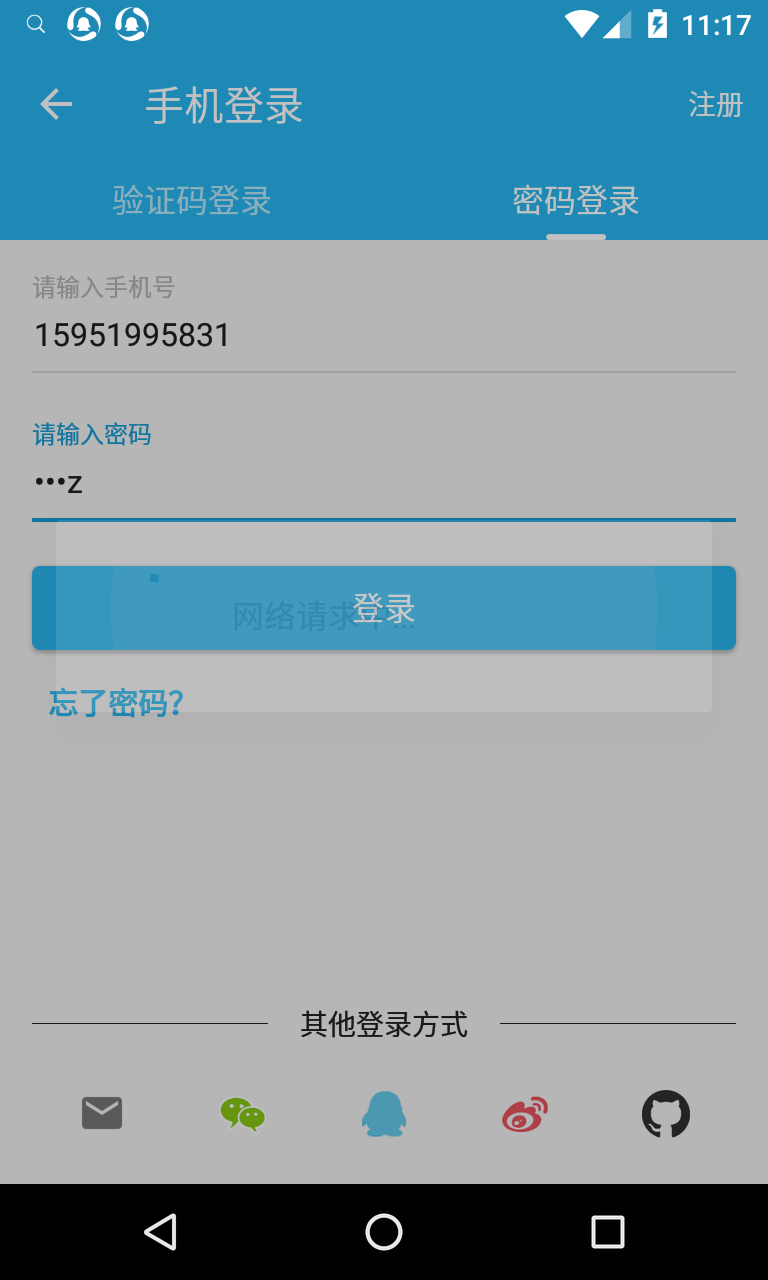 11:17
手机登录
注册
验证码登录
密码登录
请输入手机号
15951995831
请输入密码
•••z
网络请求中...
登录
忘了密码?
其他登录方式